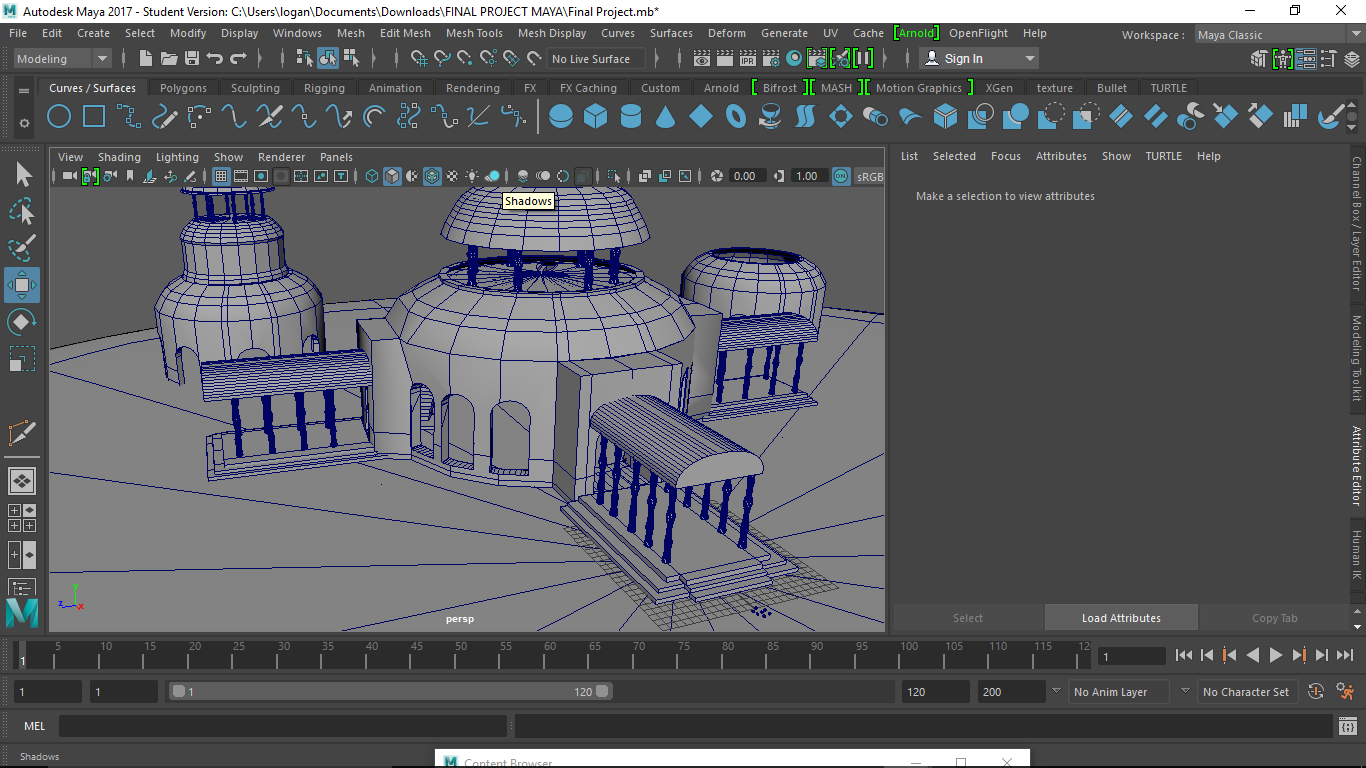 Autodesk Maya 2017 - Student Version: C:\Users\logan\Documents\Downloads\FINAL PROJECT MAYA\Final Project.mb*
File Edit Create Select Modify Display Windows Mesh Edit Mesh Mesh Tools Mesh Display Curves Surfaces Deform Generate UV Cache [Arnold] OpenFlight Help Workspace : Maya Classic
Modeling No Live Surface IPR Sign In
Curves / Surfaces Polygons Sculpting Rigging Animation Rendering FX FX Caching Custom Arnold Bifrost MASH Motion Graphics XGen texture Bullet TURTLE
View Shading Lighting Show Renderer Panels
0.00 1.00 ON sRGB
Shadows
persp
y
z
x
List Selected Focus Attributes Show TURTLE Help
Make a selection to view attributes
Select Load Attributes Copy Tab
Channel Box / Layer Editor
Modeling Toolkit
Attribute Editor
Human IK
5 10 15 20 25 30 35 40 45 50 55 60 65 70 75 80 85 90 95 100 105 110 115 12
1 1
1 1 1 120 120 200 No Anim Layer No Character Set
MEL
Shadows
Content Browser